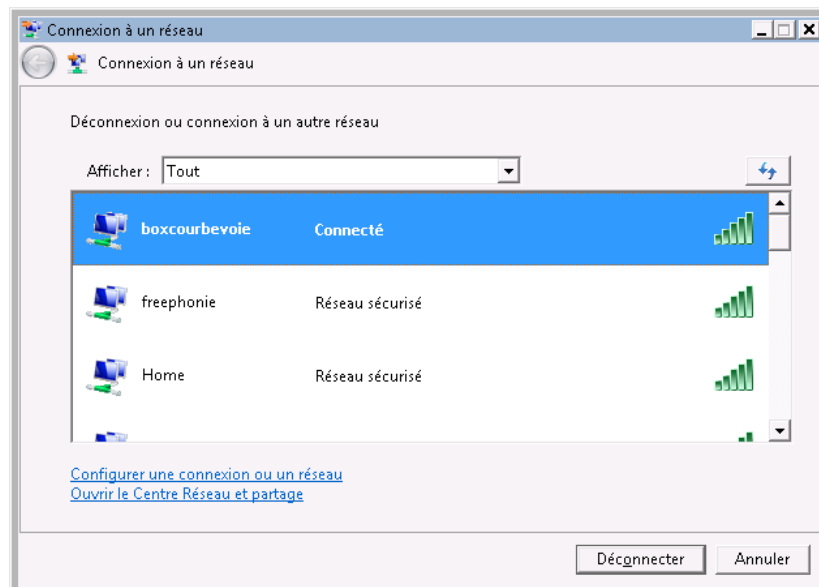 Connexion à un réseau
Connexion à un réseau
Déconnexion ou connexion à un autre réseau
Afficher : Tout
boxcourbevoie Connecté
freephonie Réseau sécurisé
Home Réseau sécurisé
Configurer une connexion ou un réseau
Ouvrir le Centre Réseau et partage
Déconnecter Annuler